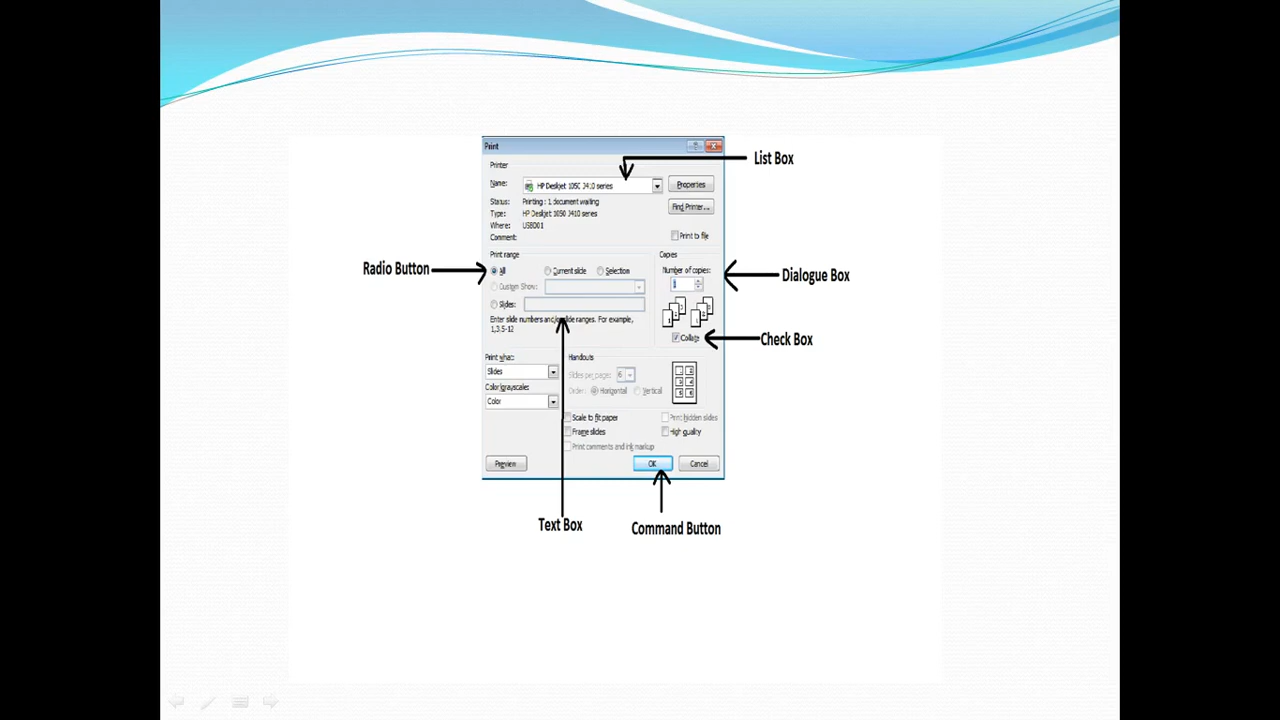 Print
List Box
Printer
Name: HP Deskjet 1050 J410 series Properties
Status: Printing : 1 document waiting Find Printer...
Type: HP Deskjet 1050 J410 series
Where: USB001
Comment: Print to file
Print range Copies
Radio Button All Current slide Selection Number of copies: Dialogue Box
Custom Show: 1
Slides:
Enter slide numbers and/or slide ranges. For example,
1,3,5-12
Collate Check Box
Print what: Handouts
Slides Slides per page: 6
Color/grayscale: Order: Horizontal Vertical
Color
Scale to fit paper Print hidden slides
Frame slides High quality
Print comments and ink markup
Preview OK Cancel
Text Box Command Button